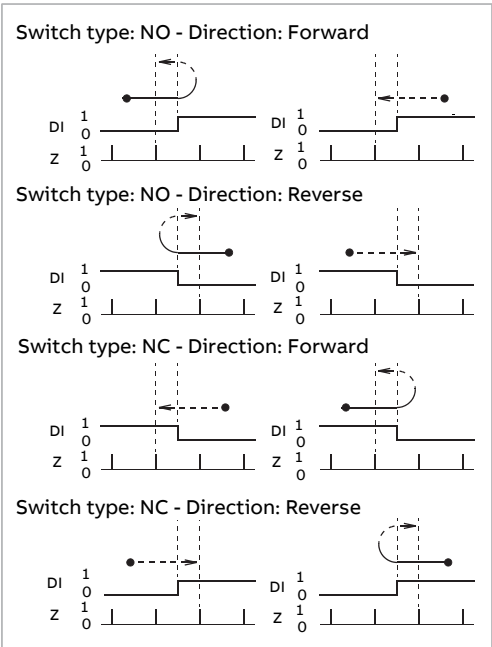 Switch type: NO - Direction: Forward
DI 1 0 DI 1 0
Z 1 0 Z 1 0
Switch type: NO - Direction: Reverse
DI 1 0 DI 1 0
Z 1 0 Z 1 0
Switch type: NC - Direction: Forward
DI 1 0 DI 1 0
Z 1 0 Z 1 0
Switch type: NC - Direction: Reverse
DI 1 0 DI 1 0
Z 1 0 Z 1 0